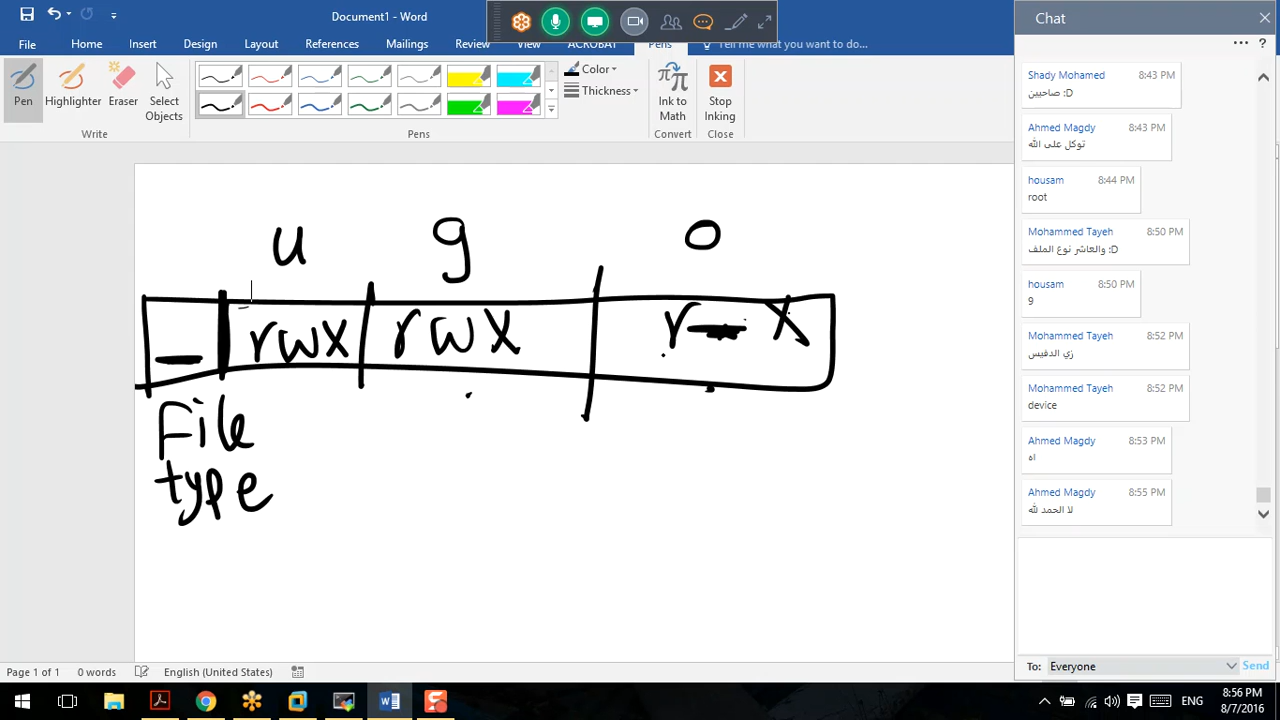 Document1 - Word
File Home Insert Design Layout References Mailings Review View ACROBAT Pens Tell me what you want to do...
Pen Highlighter Eraser Select Objects
Color
Thickness
Ink to Math
Stop Inking
Write Pens Convert Close
u g o
- rwx rwx r-x
File
type
Page 1 of 1 0 words English (United States)
Chat
Shady Mohamed 8:43 PM
صاحيين :D
Ahmed Magdy 8:43 PM
توكل على الله
housam 8:44 PM
root
Mohammed Tayeh 8:50 PM
والعاشر نوع الملف :D
housam 8:50 PM
9
Mohammed Tayeh 8:52 PM
زي الدفيس
Mohammed Tayeh 8:52 PM
device
Ahmed Magdy 8:53 PM
اه
Ahmed Magdy 8:55 PM
لا الحمد لله
To: Everyone Send
ENG
8:56 PM
8/7/2016